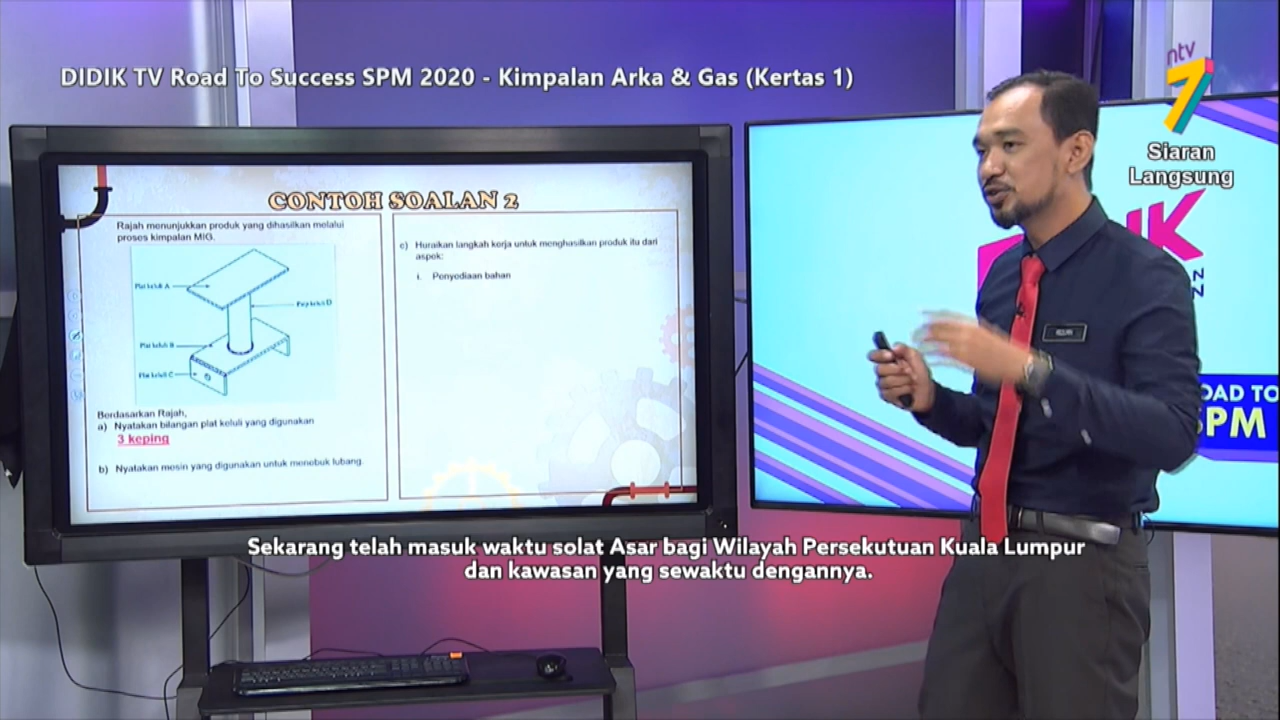 DIDIK TV Road To Success SPM 2020 - Kimpalan Arka & Gas (Kertas 1)
ntv
7
Siaran
Langsung
CONTOH SOALAN 2
Rajah menunjukkan produk yang dihasilkan melalui
proses kimpalan MIG.
Plat keluli A
Paip keluli D
Plat keluli B
Plat keluli C
Berdasarkan Rajah,
a) Nyatakan bilangan plat keluli yang digunakan
3 keping
b) Nyatakan mesin yang digunakan untuk menebuk lubang.
c) Huraikan langkah kerja untuk menghasilkan produk itu dari
aspek:
i. Penyediaan bahan
IK
ZZ
OAD TO
SPM
Sekarang telah masuk waktu solat Asar bagi Wilayah Persekutuan Kuala Lumpur
dan kawasan yang sewaktu dengannya.